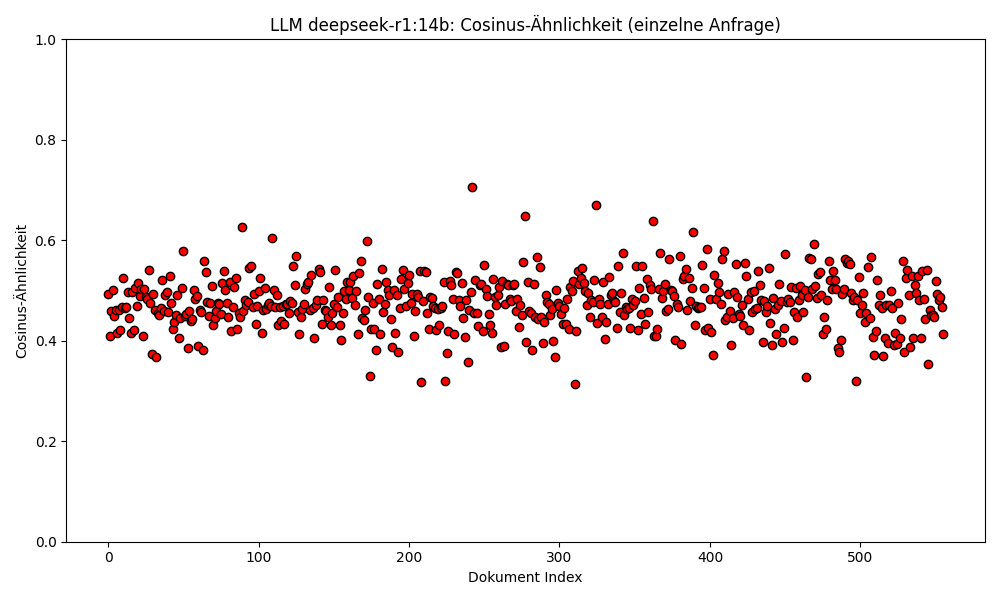 LLM deepseek-r1:14b: Cosinus-Ähnlichkeit (einzelne Anfrage)
1.0
0.8
0.6
0.4
0.2
0.0
Cosinus-Ähnlichkeit
0 100 200 300 400 500
Dokument Index